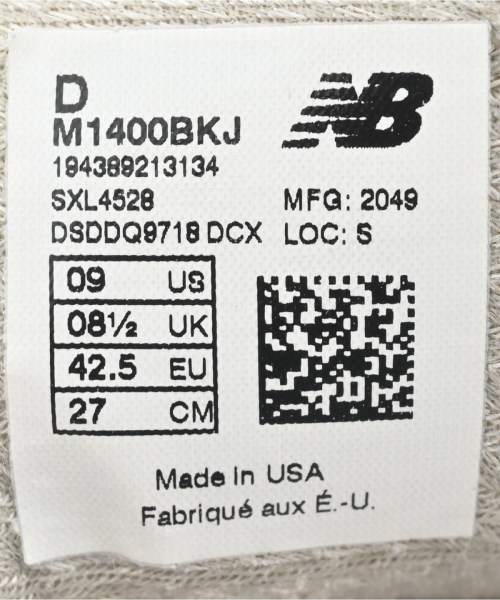 D
NB
M1400BKJ
194389213134
SXL4528 MFG: 2049
DSDDQ9718 DCX LOC: S
09 US
08½ UK
42.5 EU
27 CM
Made in USA
Fabriqué aux É.-U.